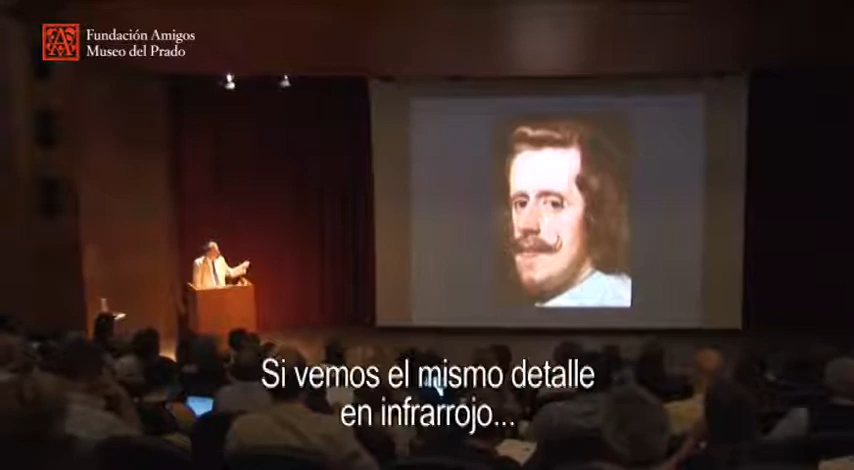 Fundación Amigos
Museo del Prado
Si vemos el mismo detalle
en infrarrojo...